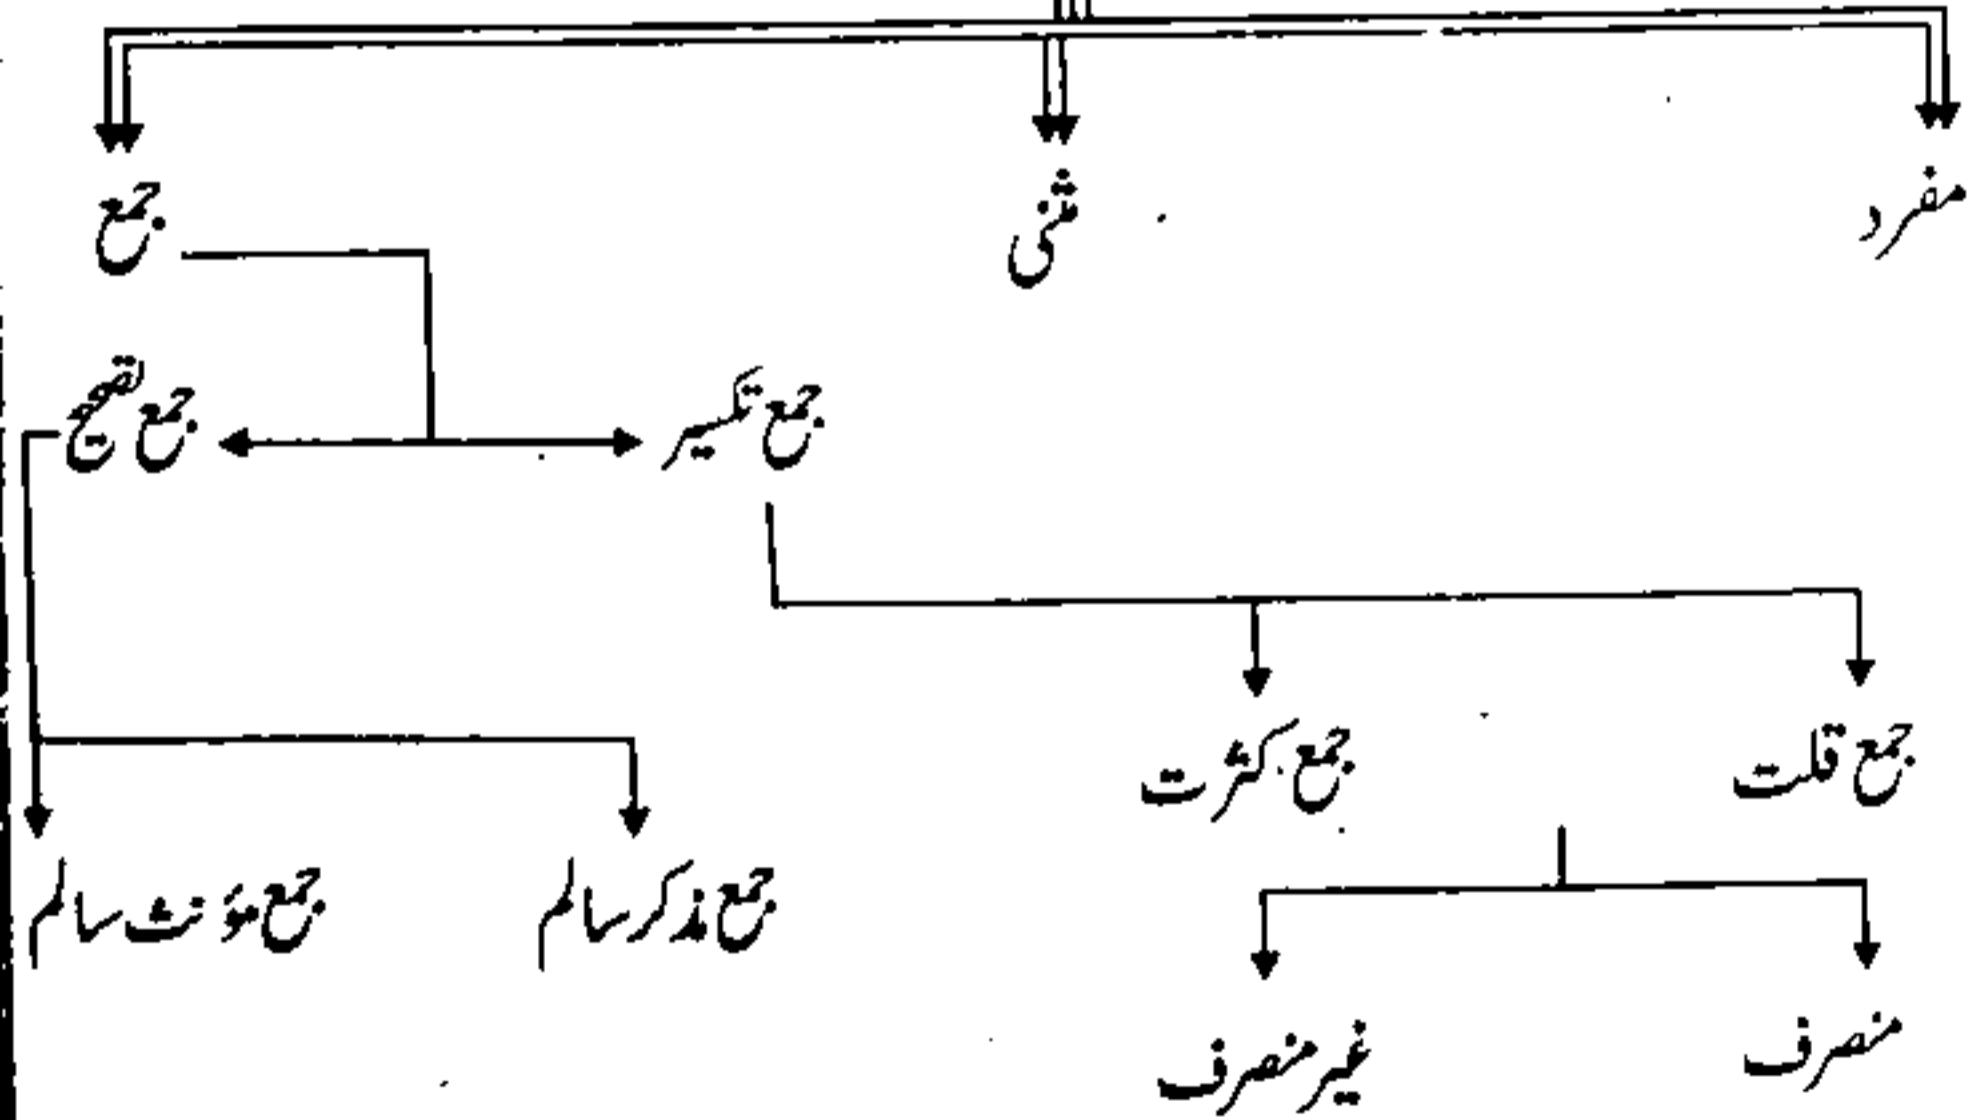 مفرد
مثنی
جمع
جمع تکسیر
جمع تصحیح
جمع قلت
جمع کثرت
جمع مذکر سالم
جمع مؤنث سالم
منصرف
غیر منصرف